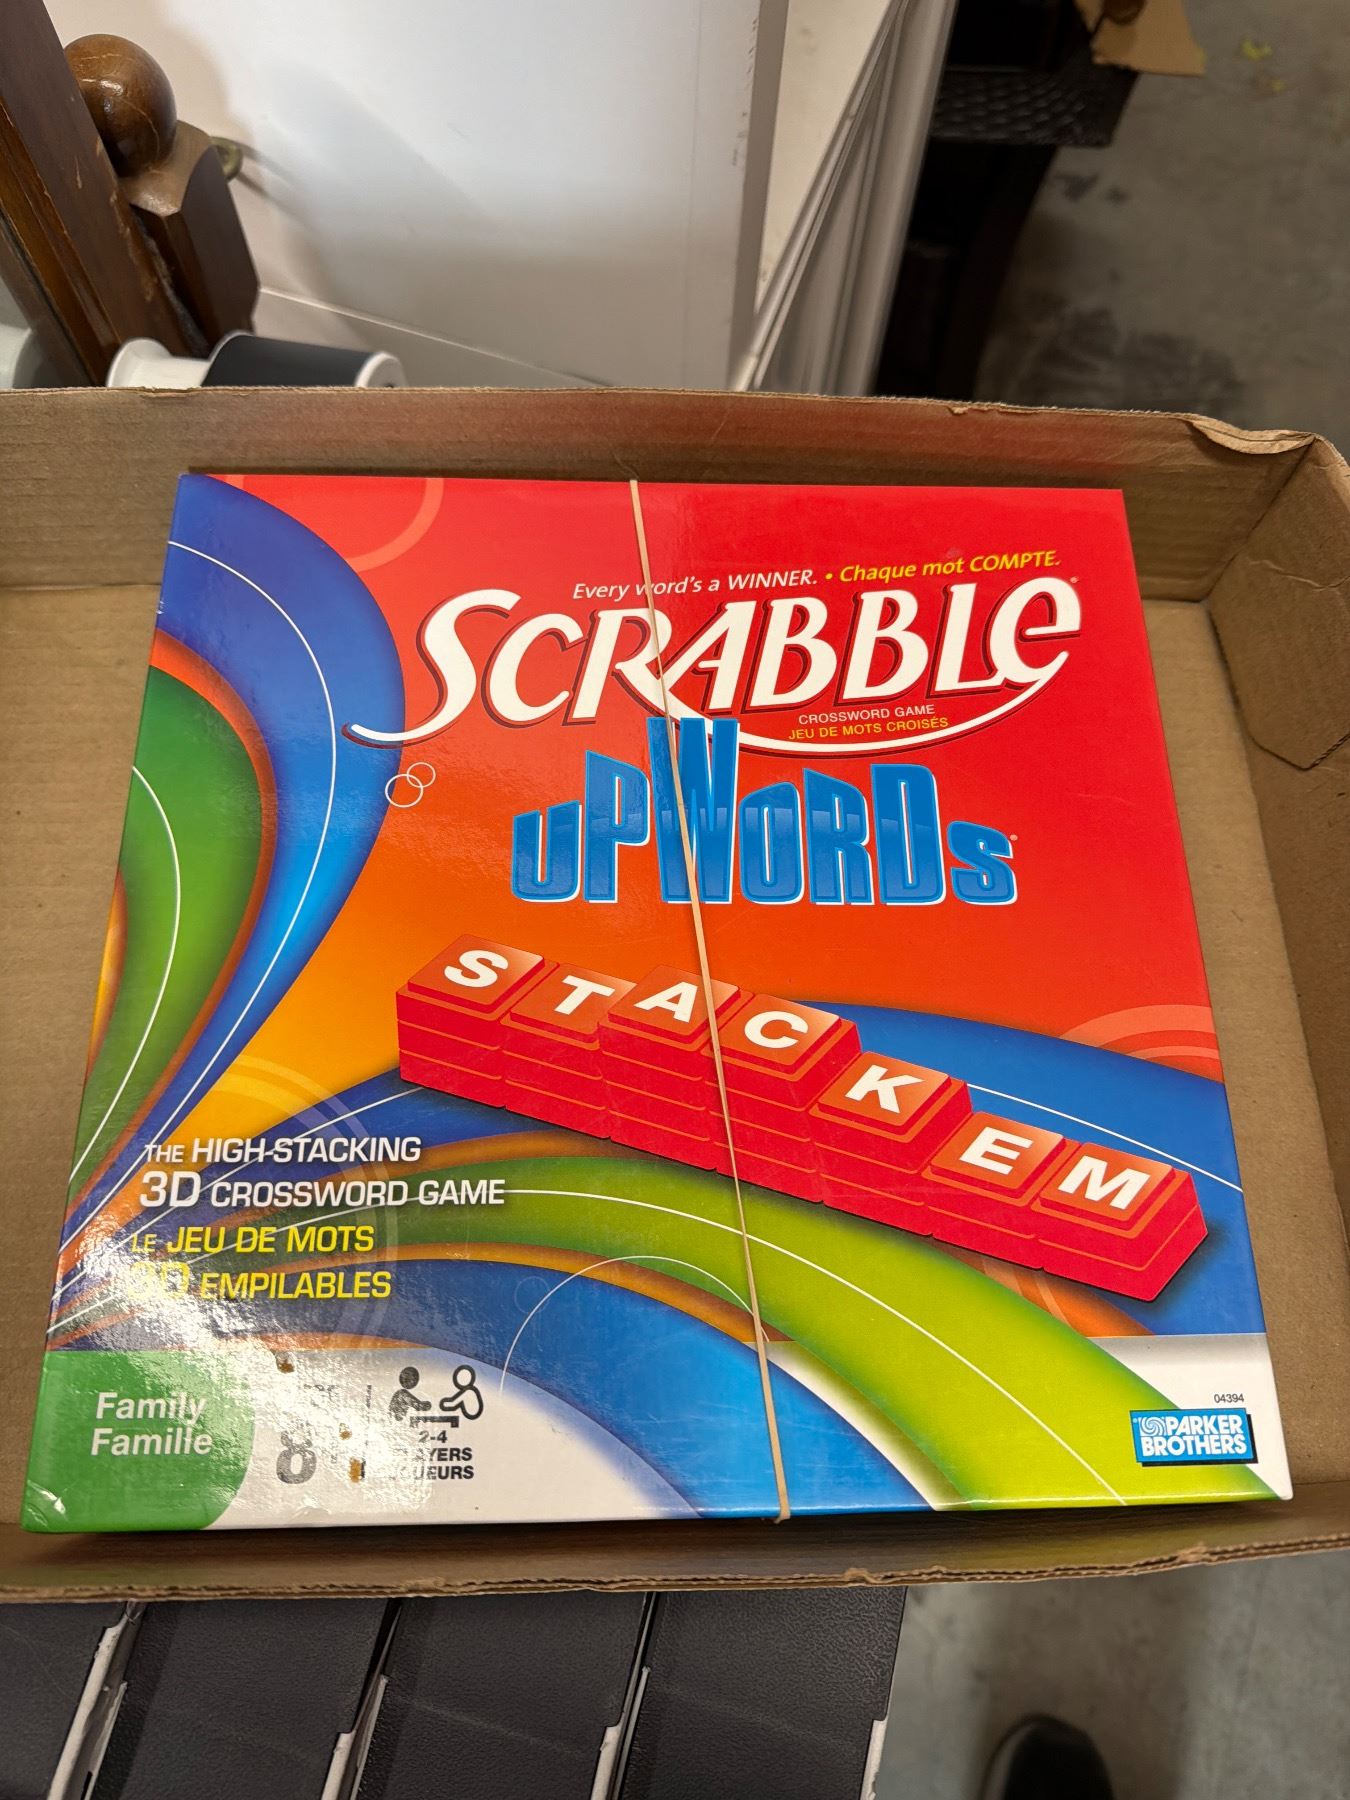 Every word's a WINNER. • Chaque mot COMPTE.
SCRABBLE®
CROSSWORD GAME
JEU DE MOTS CROISÉS
UPWORDS®
STACKEM
THE HIGH-STACKING
3D CROSSWORD GAME
LE JEU DE MOTS
3D EMPILABLES
Family
Famille
8
2-4
04394
PARKER
BROTHERS